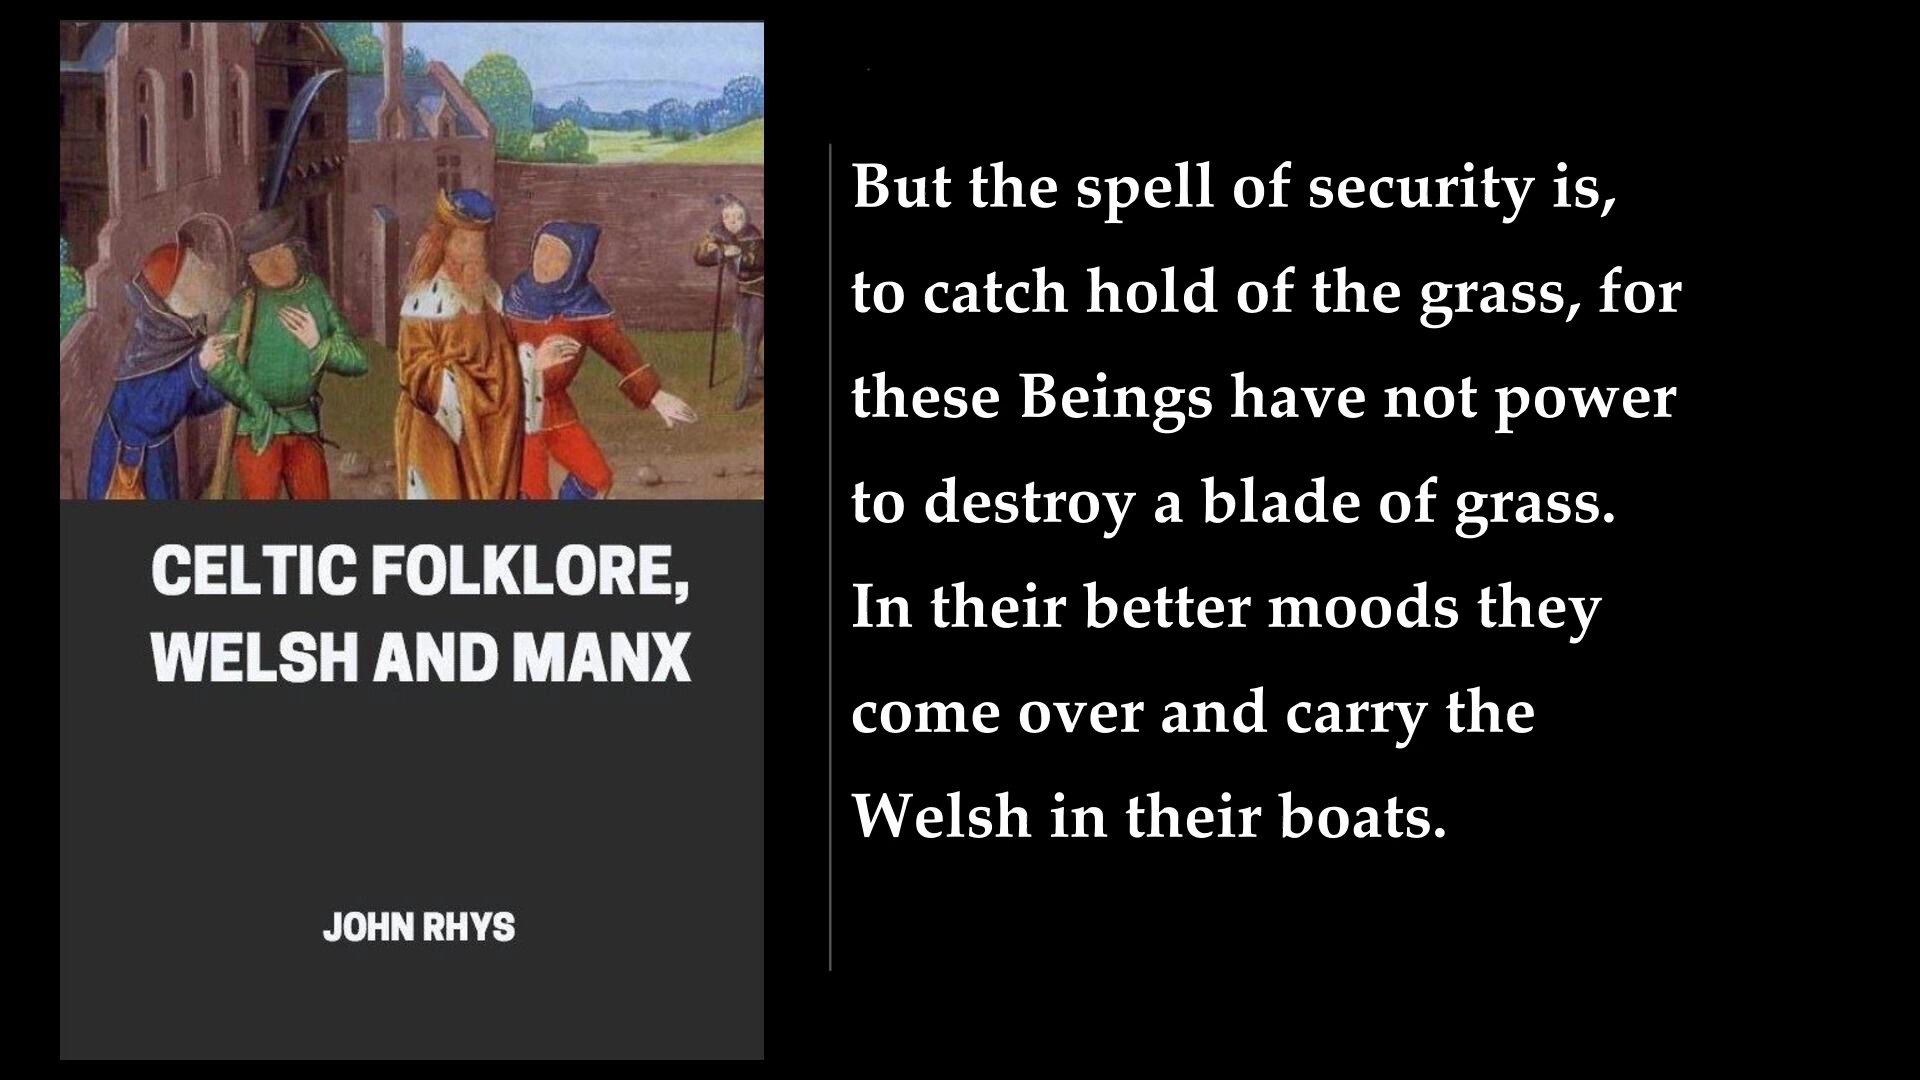 CELTIC FOLKLORE,
WELSH AND MANX
JOHN RHYS
But the spell of security is,
to catch hold of the grass, for
these Beings have not power
to destroy a blade of grass.
In their better moods they
come over and carry the
Welsh in their boats.